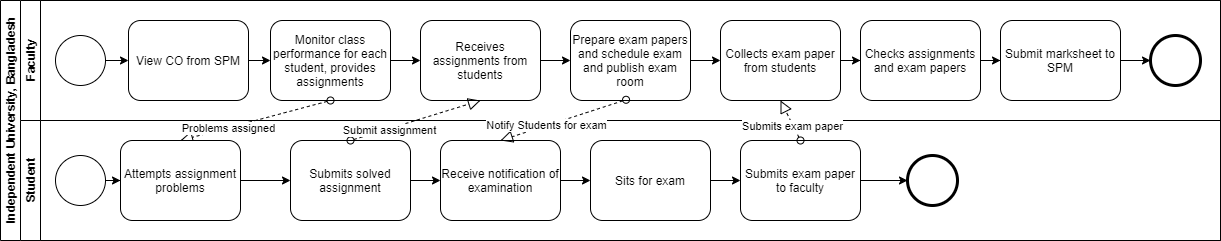 Independent University, Bangladesh
Faculty
View CO from SPM
Monitor class
performance for each
student, provides
assignments
Receives
assignments from
students
Prepare exam papers
and schedule exam
and publish exam
room
Collects exam paper
from students
Checks assignments
and exam papers
Submit marksheet to
SPM
Problems assigned
Submit assignment
Notify Students for exam
Submits exam paper
Student
Attempts assignment
problems
Submits solved
assignment
Receive notification of
examination
Sits for exam
Submits exam paper
to faculty